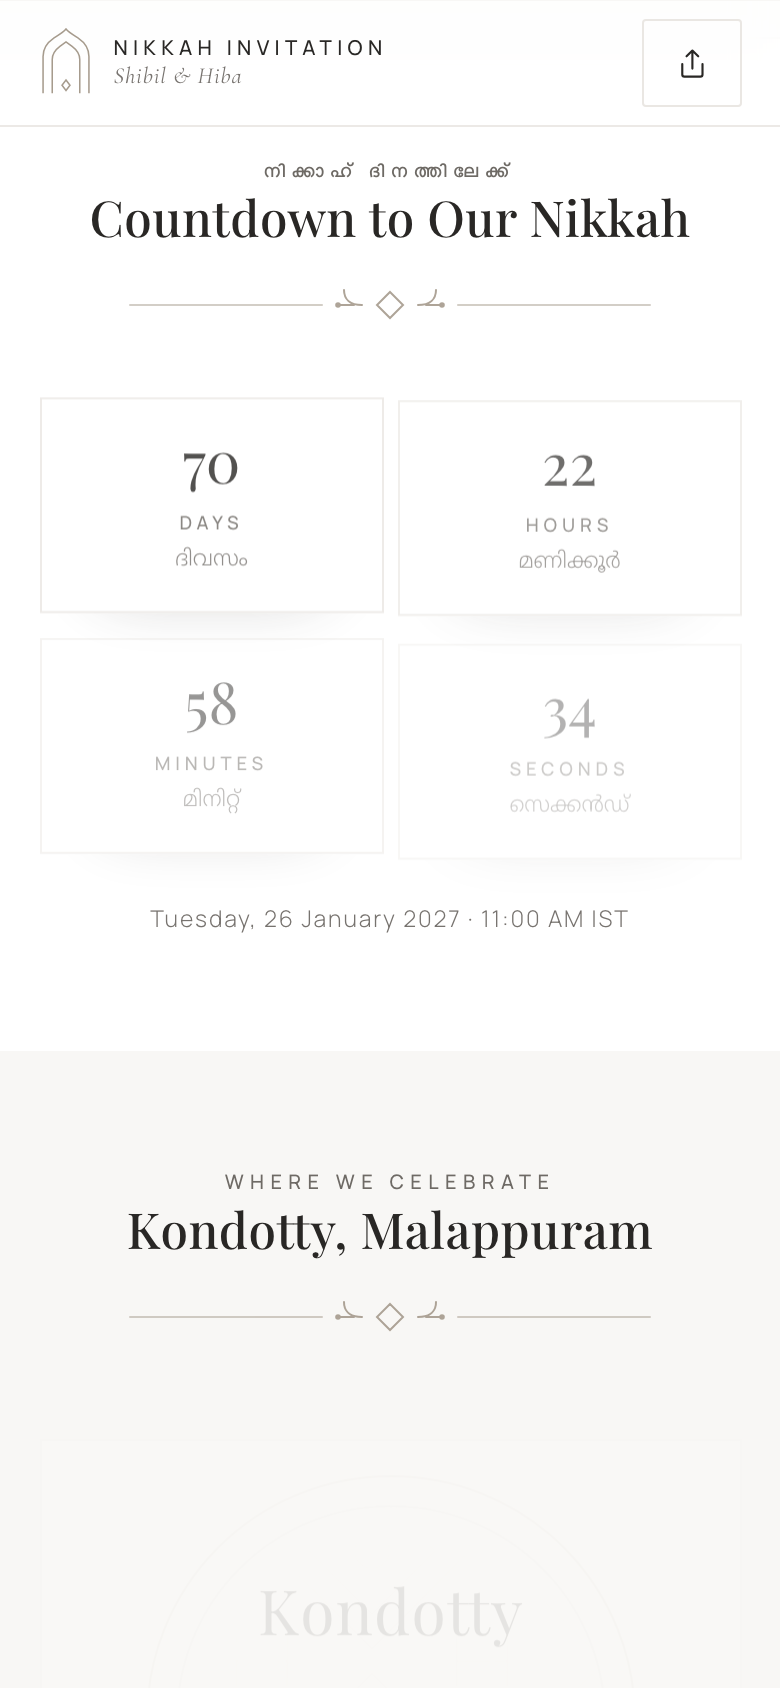 NIKKAH INVITATION
Shibil & Hiba
നിക്കാഹ് ദിനത്തിലേക്ക്
Countdown to Our Nikkah
70
DAYS
ദിവസം
22
HOURS
മണിക്കൂർ
58
MINUTES
മിനിറ്റ്
34
SECONDS
സെക്കൻഡ്
Tuesday, 26 January 2027 · 11:00 AM IST
WHERE WE CELEBRATE
Kondotty, Malappuram
Kondotty